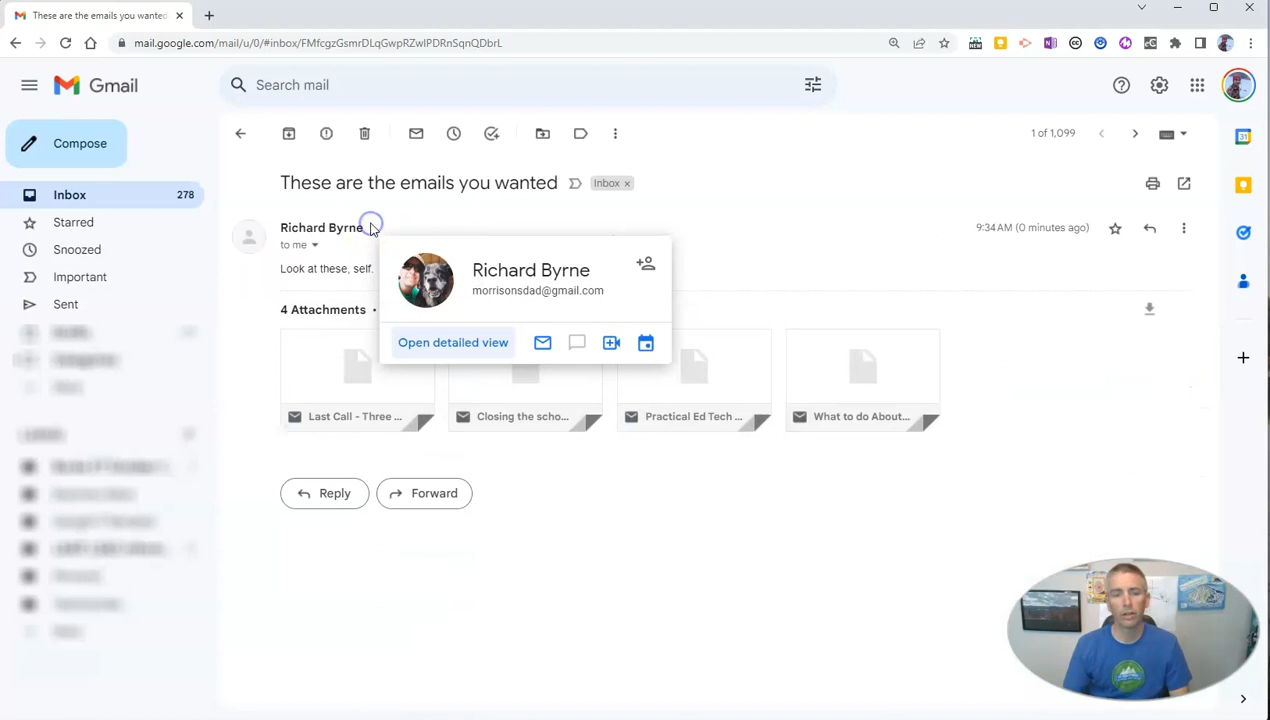 These are the emails you wanted
mail.google.com/mail/u/0/#inbox/FMfcgzGsmrDLqGwpRZwlPDRnSqnQDbrL
Gmail
Search mail
Compose
1 of 1,099
Inbox 278
These are the emails you wanted
Inbox ×
Starred
Richard Byrne
9:34 AM (0 minutes ago)
to me
Snoozed
Look at these, self.
Richard Byrne
morrisonsdad@gmail.com
Important
Sent
4 Attachments •
Open detailed view
Last Call - Three ...
Closing the scho...
Practical Ed Tech ...
What to do About...
Reply
Forward